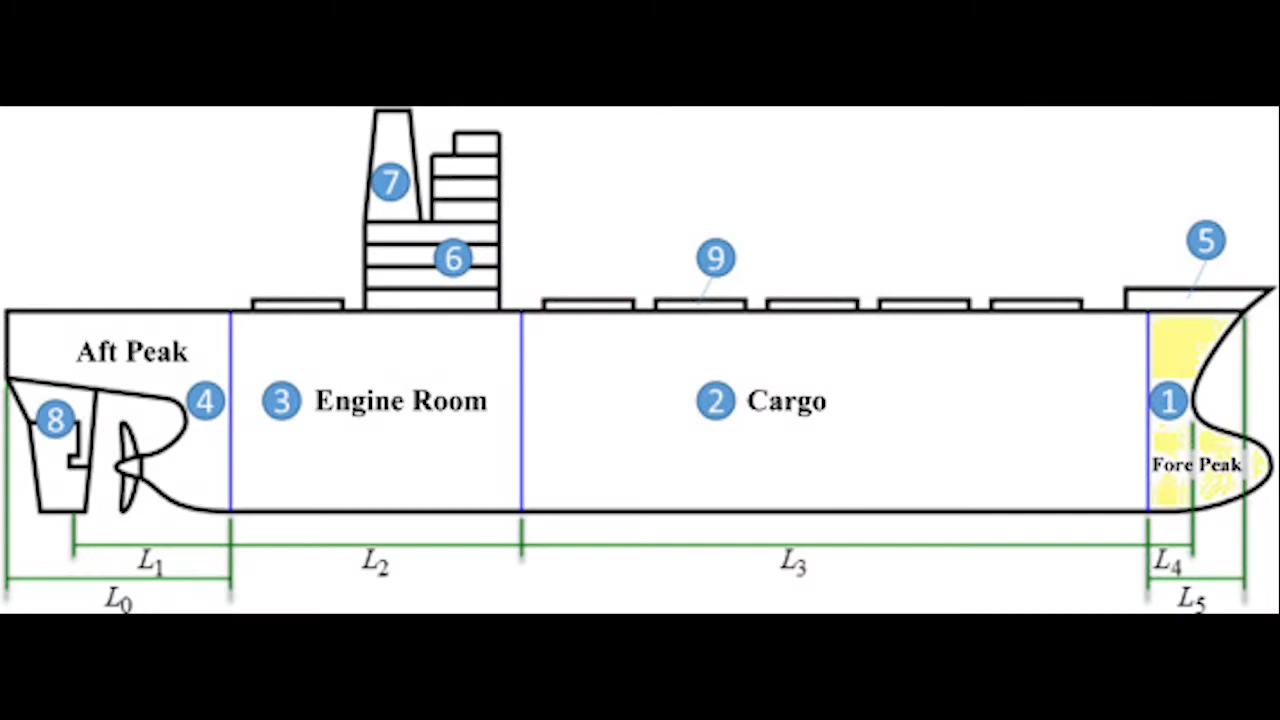 7
6
9
5
Aft Peak
8
4
3 Engine Room
2 Cargo
1
Fore Peak
L1
L2
L3
L4
L0
L5